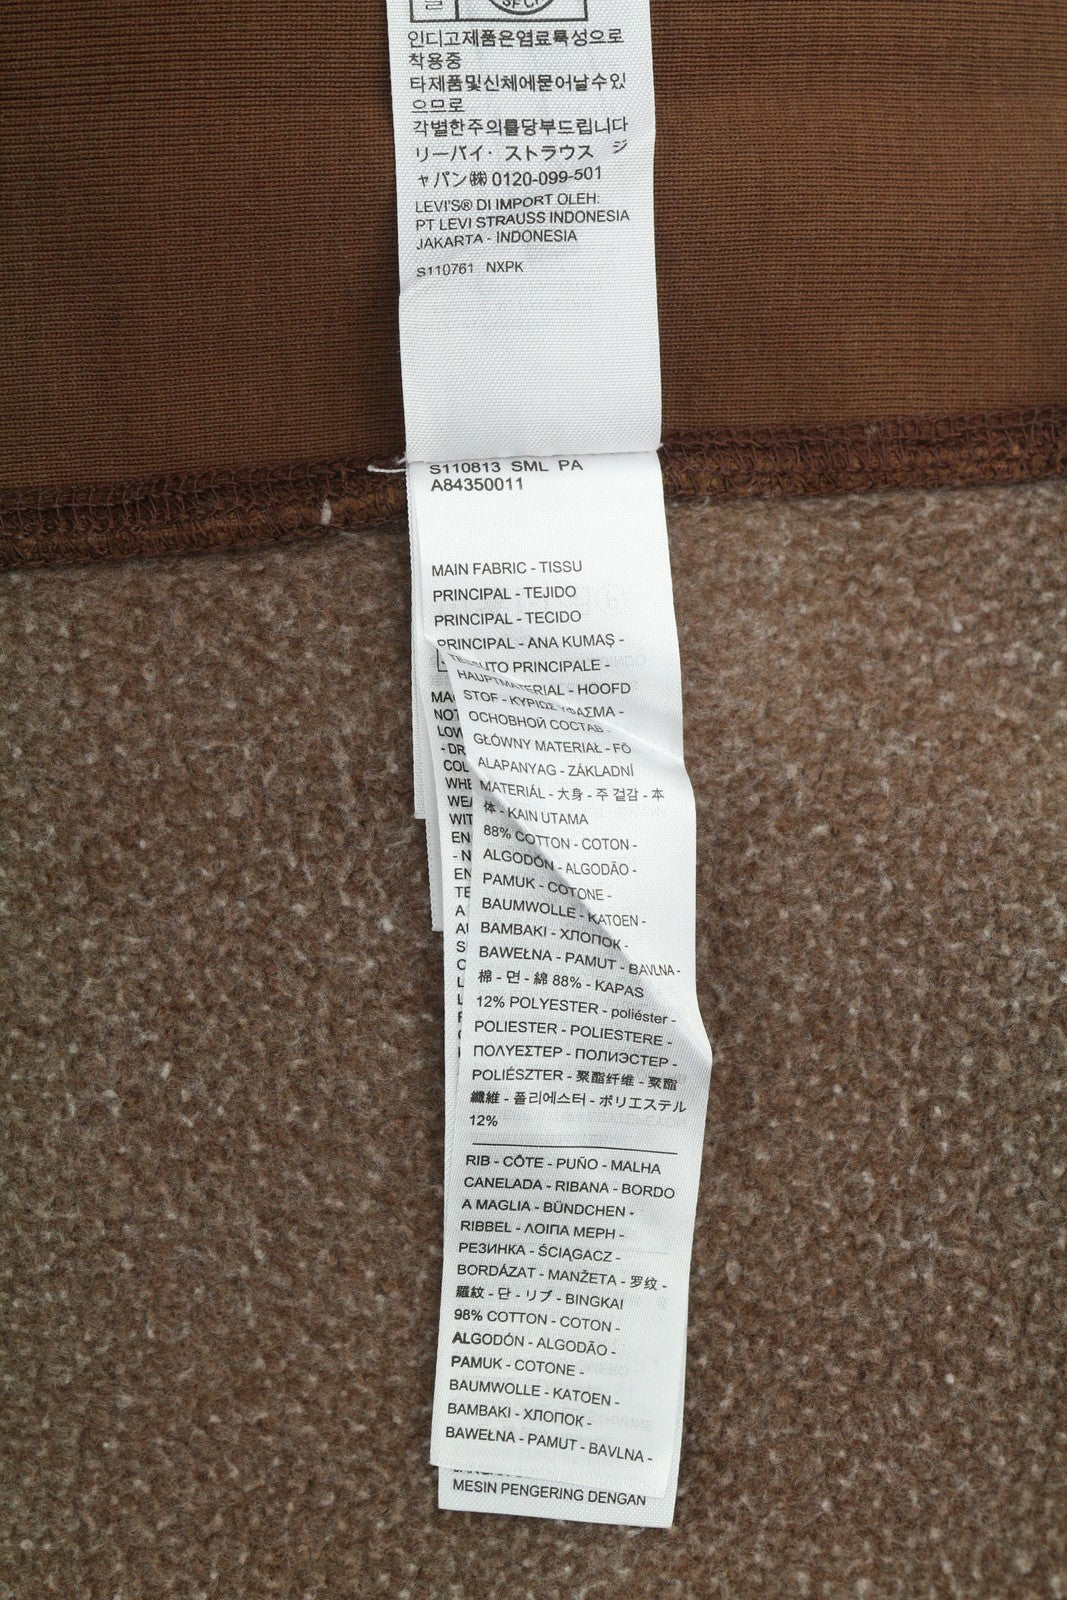 인디고제품은염료특성으로
착용중
타제품및신체에묻어날수있
으므로
각별한주의를당부드립니다
リーバイ・ストラウス ジ
ャパン㈱ 0120-099-501
LEVI'S® DI IMPORT OLEH:
PT LEVI STRAUSS INDONESIA
JAKARTA - INDONESIA
S110761 NXPK
S110813 SML PA
A84350011
MAIN FABRIC - TISSU
PRINCIPAL - TEJIDO
PRINCIPAL - TECIDO
PRINCIPAL - ANA KUMAŞ -
TESSUTO PRINCIPALE -
HAUPTMATERIAL - HOOFD
STOF - ΚΥΡΙΟΣ ΥΦΑΣΜΑ -
ОСНОВНОЙ СОСТАВ -
GŁÓWNY MATERIAŁ - FŐ
ALAPANYAG - ZÁKLADNÍ
MATERIÁL - 大身 - 주 겉감 - 本
体 - KAIN UTAMA
88% COTTON - COTON -
ALGODÓN - ALGODÃO -
PAMUK - COTONE -
BAUMWOLLE - KATOEN -
BAMBAKI - ХЛОПОК -
BAWEŁNA - PAMUT - BAVLNA -
棉 - 면 - 綿 88% - KAPAS
12% POLYESTER - poliéster -
POLIESTER - POLIESTERE -
ΠΟΛΥΕΣΤΕΡ - ПОЛИЭСТЕР -
POLIÉSZTER - 聚酯纤维 - 聚酯
纖維 - 폴리에스터 - ポリエステル
12%
RIB - CÔTE - PUÑO - MALHA
CANELADA - RIBANA - BORDO
A MAGLIA - BÜNDCHEN -
RIBBEL - ΛΟΙΠΑ ΜΕΡΗ -
РЕЗИНКА - ŚCIĄGACZ -
BORDÁZAT - MANŽETA - 罗纹 -
羅紋 - 단 - リブ - BINGKAI
98% COTTON - COTON -
ALGODÓN - ALGODÃO -
PAMUK - COTONE -
BAUMWOLLE - KATOEN -
BAMBAKI - ХЛОПОК -
BAWEŁNA - PAMUT - BAVLNA -
MESIN PENGERING DENGAN